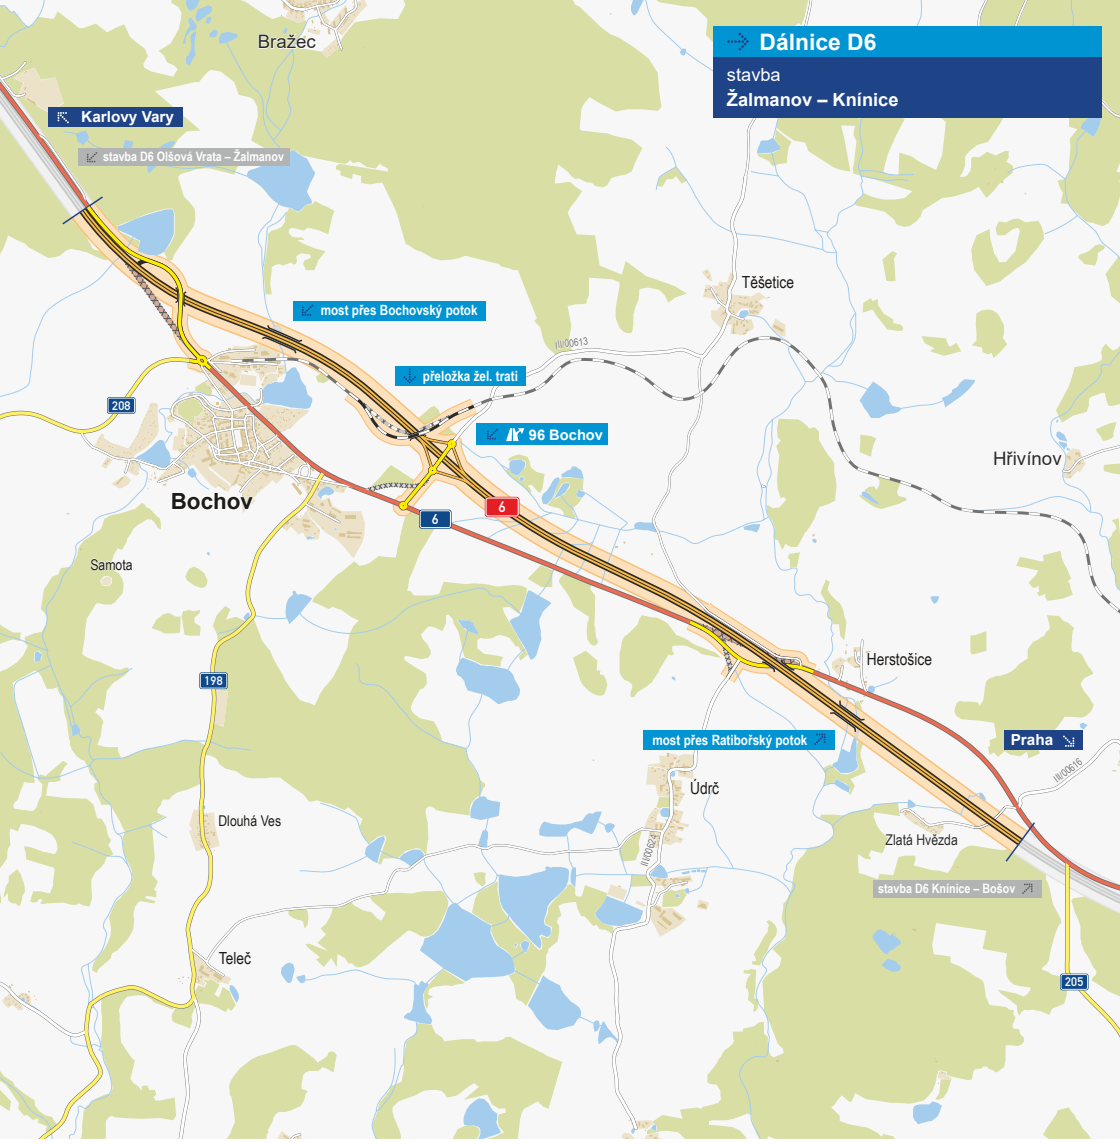 Bražec
Dálnice D6
stavba
Žalmanov – Knínice
Karlovy Vary
stavba D6 Olšová Vrata – Žalmanov
Těšetice
most přes Bochovský potok
III/00613
přeložka žel. trati
208
96 Bochov
Hřivínov
Bochov
6
6
Samota
Herstošice
198
most přes Ratibořský potok
Praha
III/00616
Údrč
Dlouhá Ves
Zlatá Hvězda
III/00624
stavba D6 Knínice – Bošov
Teleč
205